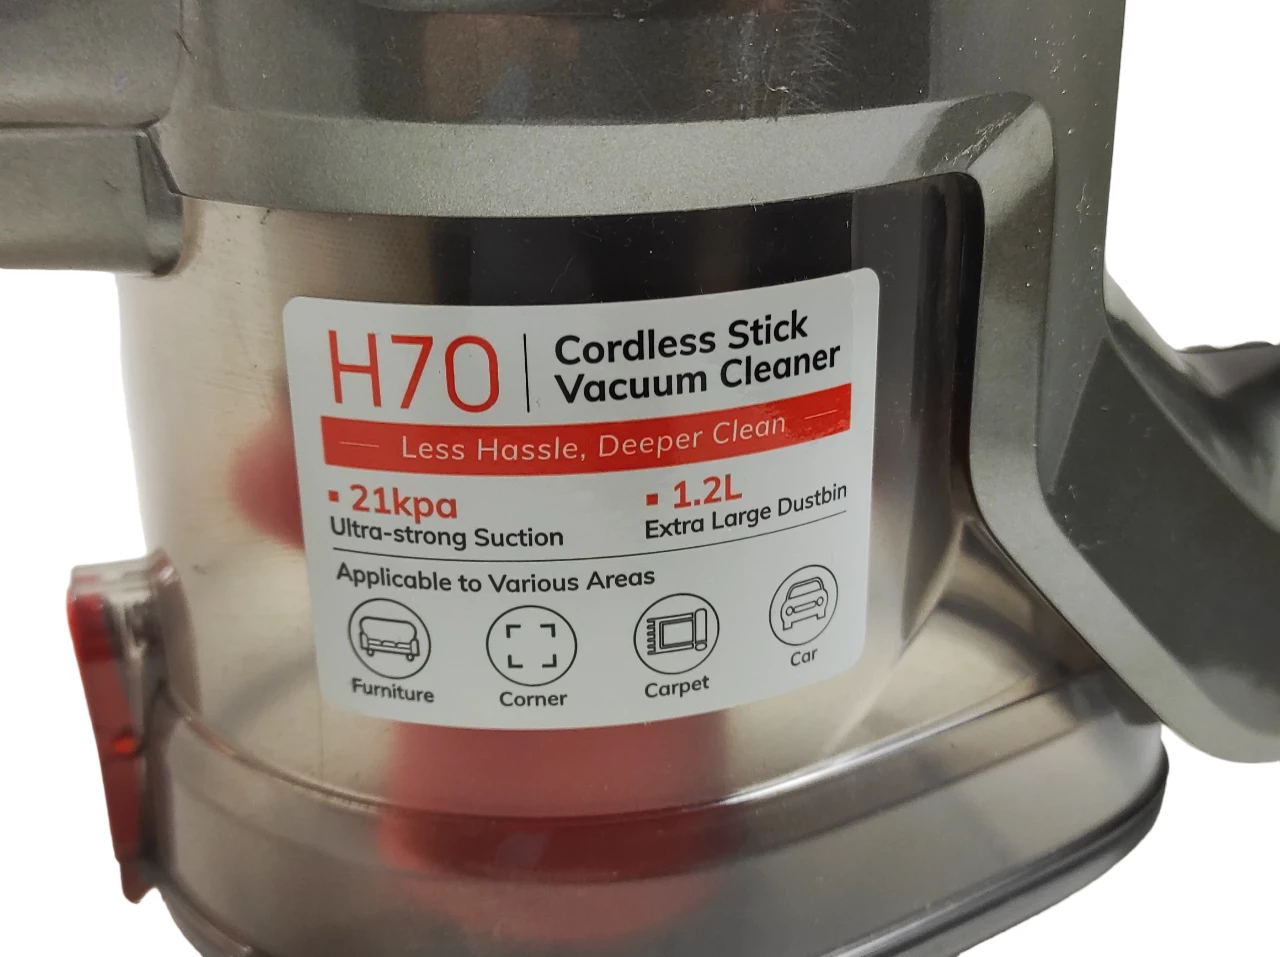 H70
Cordless Stick
Vacuum Cleaner
Less Hassle, Deeper Clean
21kpa
Ultra-strong Suction
1.2L
Extra Large Dustbin
Applicable to Various Areas
Furniture
Corner
Carpet
Car